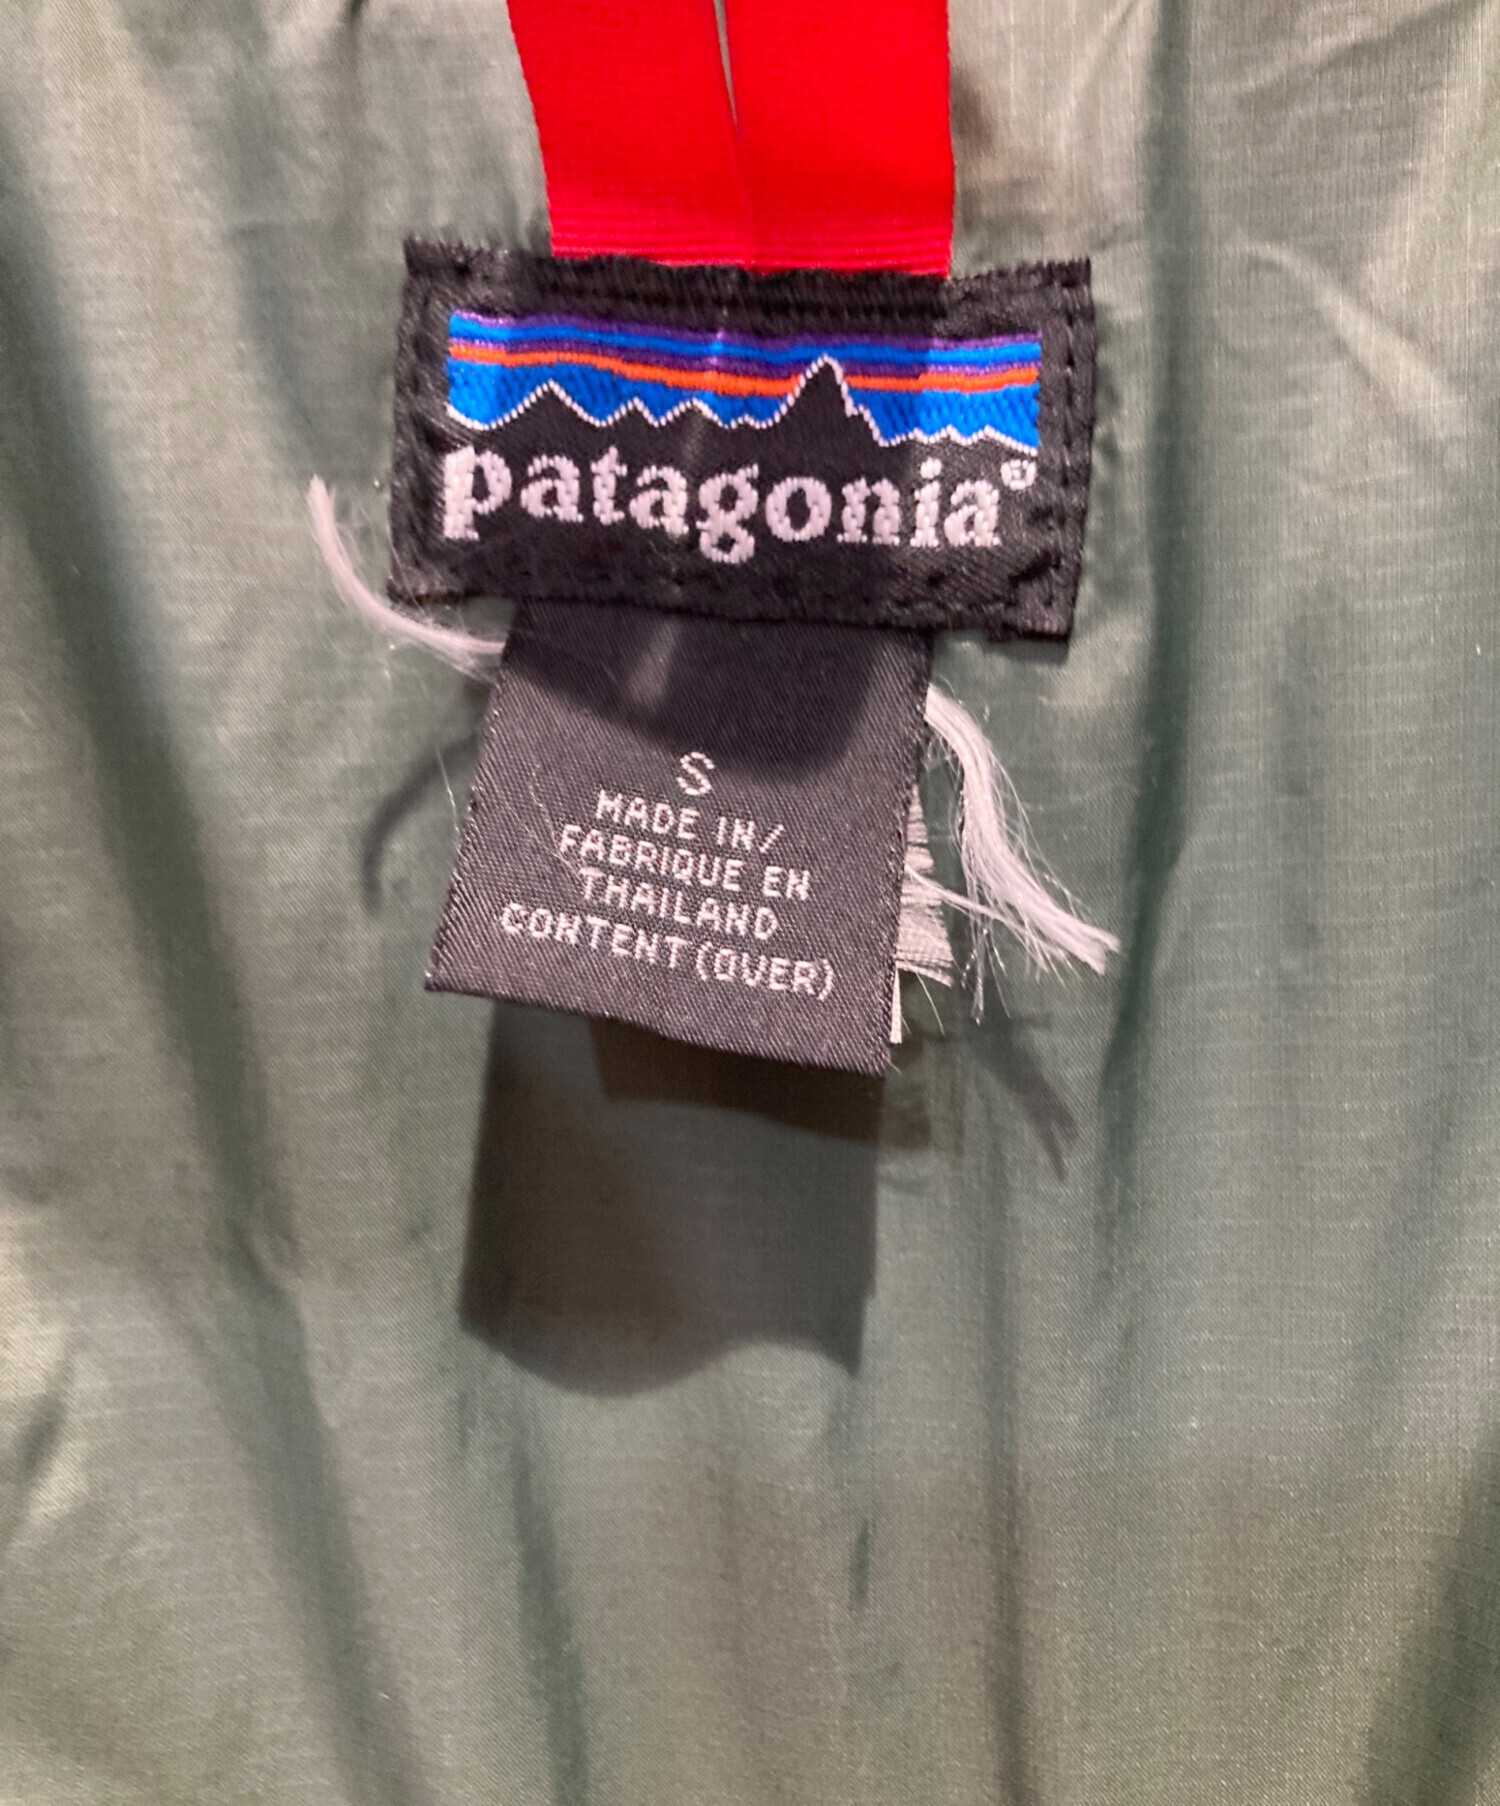 patagonia®
S
MADE IN/
FABRIQUE EN
THAILAND
CONTENT (OVER)